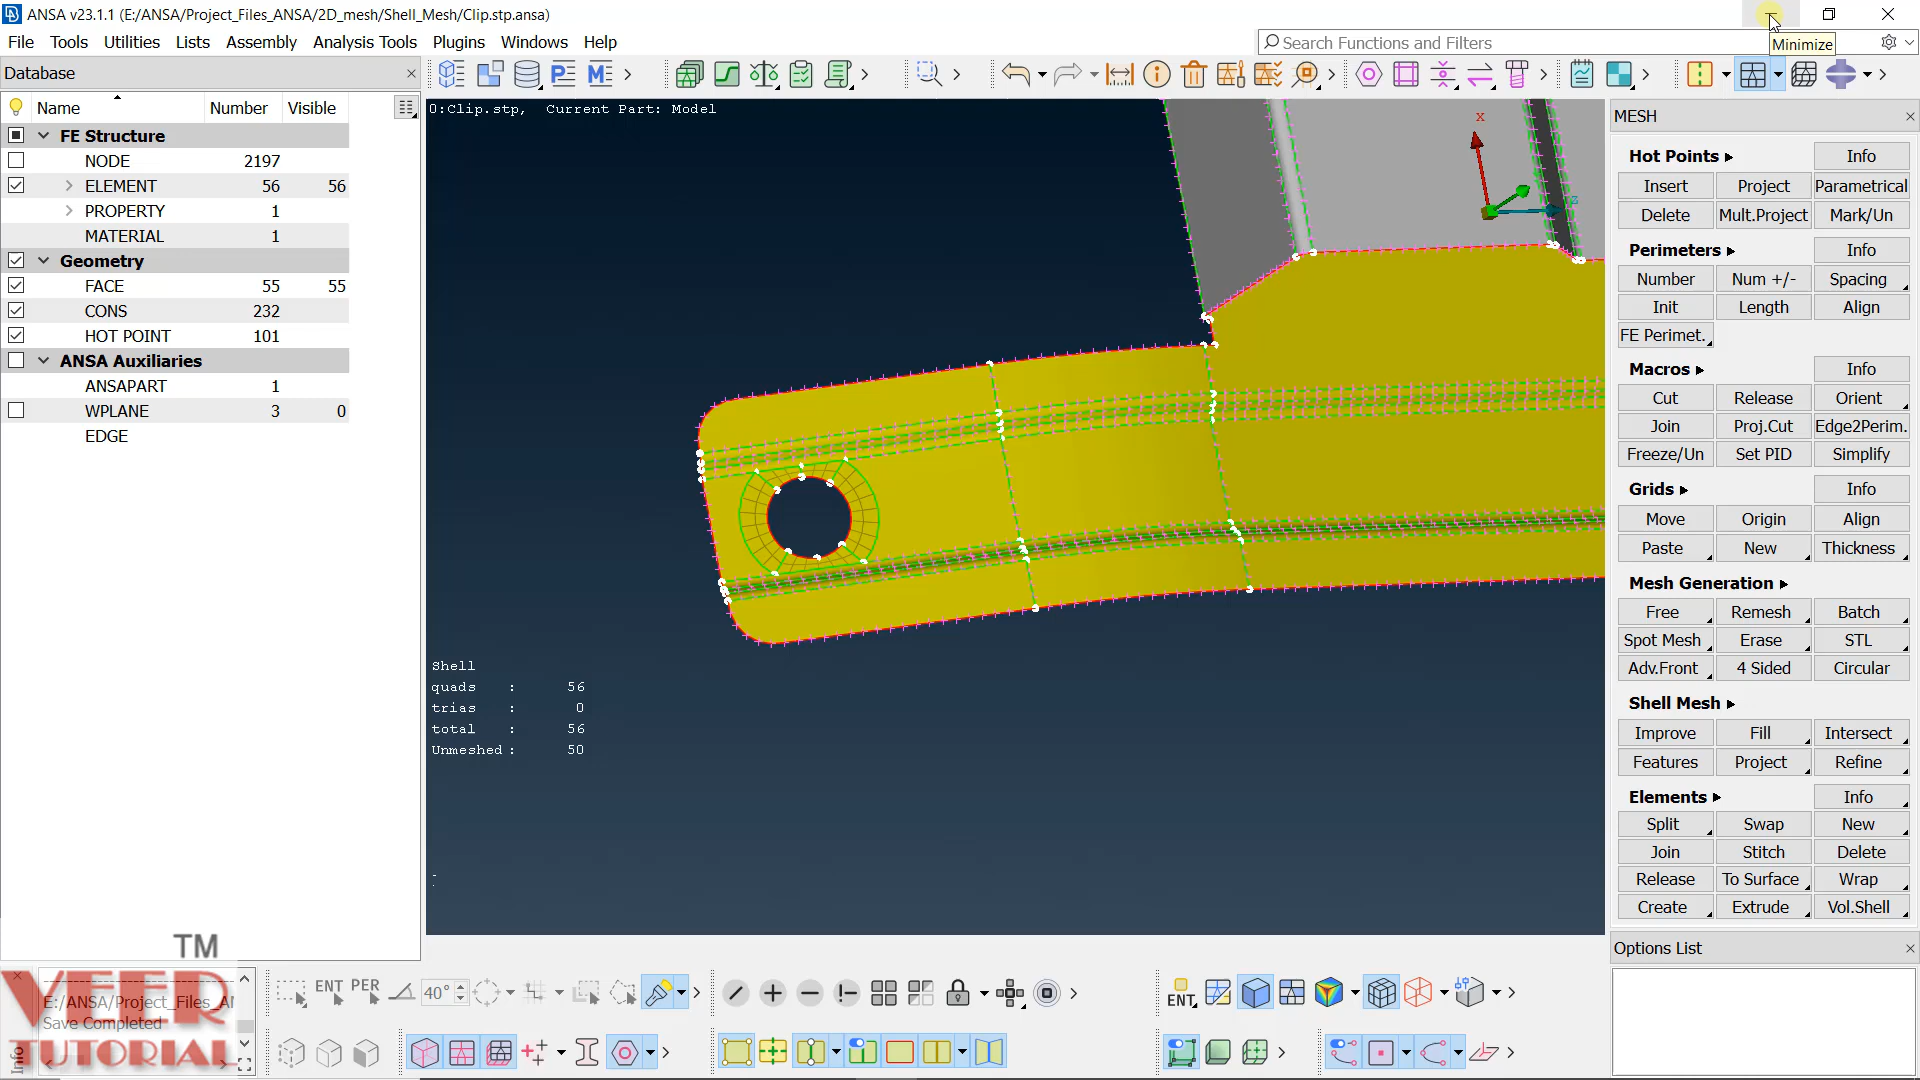 ANSA v23.1.1 (E:/ANSA/Project_Files_ANSA/2D_mesh/Shell_Mesh/Clip.stp.ansa)
File Tools Utilities Lists Assembly Analysis Tools Plugins Windows Help
Search Functions and Filters
Minimize
Database
Name Number Visible
FE Structure
NODE 2197
ELEMENT 56 56
PROPERTY 1
MATERIAL 1
Geometry
FACE 55 55
CONS 232
HOT POINT 101
ANSA Auxiliaries
ANSAPART 1
WPLANE 3 0
EDGE
0:Clip.stp, Current Part: Model
X
Z
Shell
quads : 56
trias : 0
total : 56
Unmeshed : 50
MESH
Hot Points Info
Insert Project Parametrical
Delete Mult.Project Mark/Un
Perimeters Info
Number Num +/- Spacing
Init Length Align
FE Perimet.
Macros Info
Cut Release Orient
Join Proj.Cut Edge2Perim.
Freeze/Un Set PID Simplify
Grids Info
Move Origin Align
Paste New Thickness
Mesh Generation
Free Remesh Batch
Spot Mesh Erase STL
Adv.Front 4 Sided Circular
Shell Mesh
Improve Fill Intersect
Features Project Refine
Elements Info
Split Swap New
Join Stitch Delete
Release To Surface Wrap
Create Extrude Vol.Shell
Options List
E:/ANSA/Project_Files_A
Save Completed
Info
TM
VEER
TUTORIAL
ENT PER 40° ENT